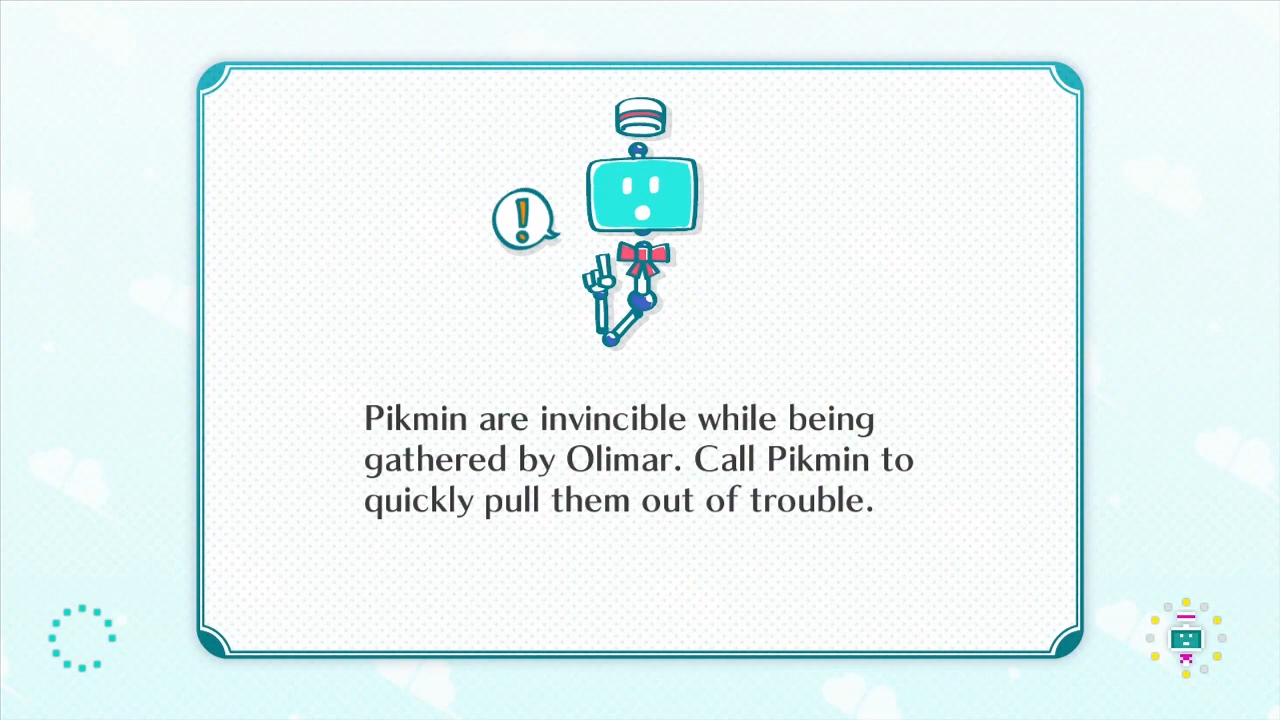 !
Pikmin are invincible while being
gathered by Olimar. Call Pikmin to
quickly pull them out of trouble.